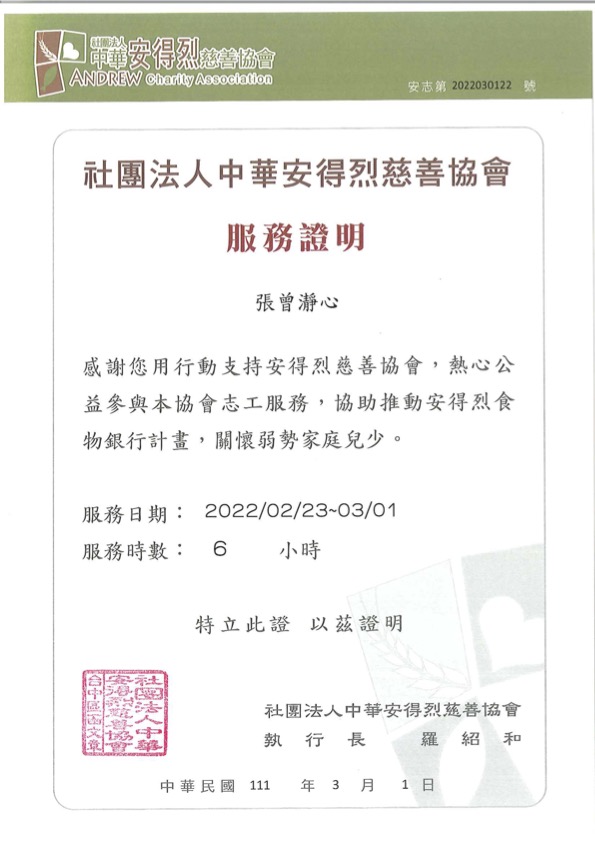 社團法人
中華安得烈慈善協會
ANDREW Charity Association
安志第 2022030122 號
社團法人中華安得烈慈善協會
服務證明
張曾瀞心
感謝您用行動支持安得烈慈善協會，熱心公
益參與本協會志工服務，協助推動安得烈食
物銀行計畫，關懷弱勢家庭兒少。
服務日期： 2022/02/23~03/01
服務時數： 6 小時
特立此證 以茲證明
社團法人中華
安得烈慈善協會
台中區函文章
社團法人中華安得烈慈善協會
執行長 羅紹和
中華民國 111 年 3 月 1 日